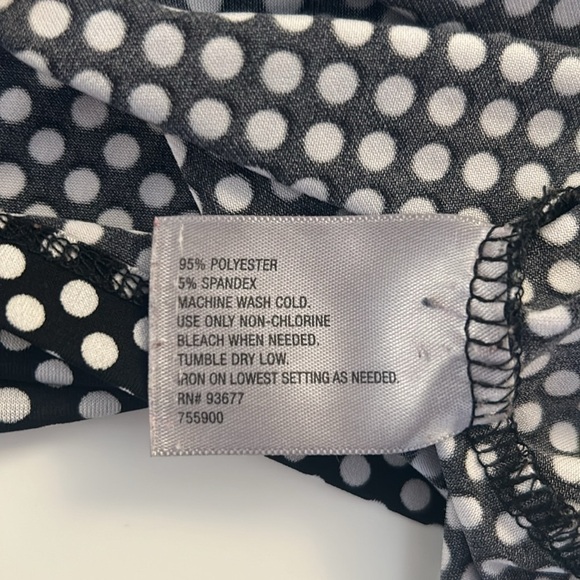 95% POLYESTER
5% SPANDEX
MACHINE WASH COLD.
USE ONLY NON-CHLORINE
BLEACH WHEN NEEDED.
TUMBLE DRY LOW.
IRON ON LOWEST SETTING AS NEEDED.
RN# 93677
755900